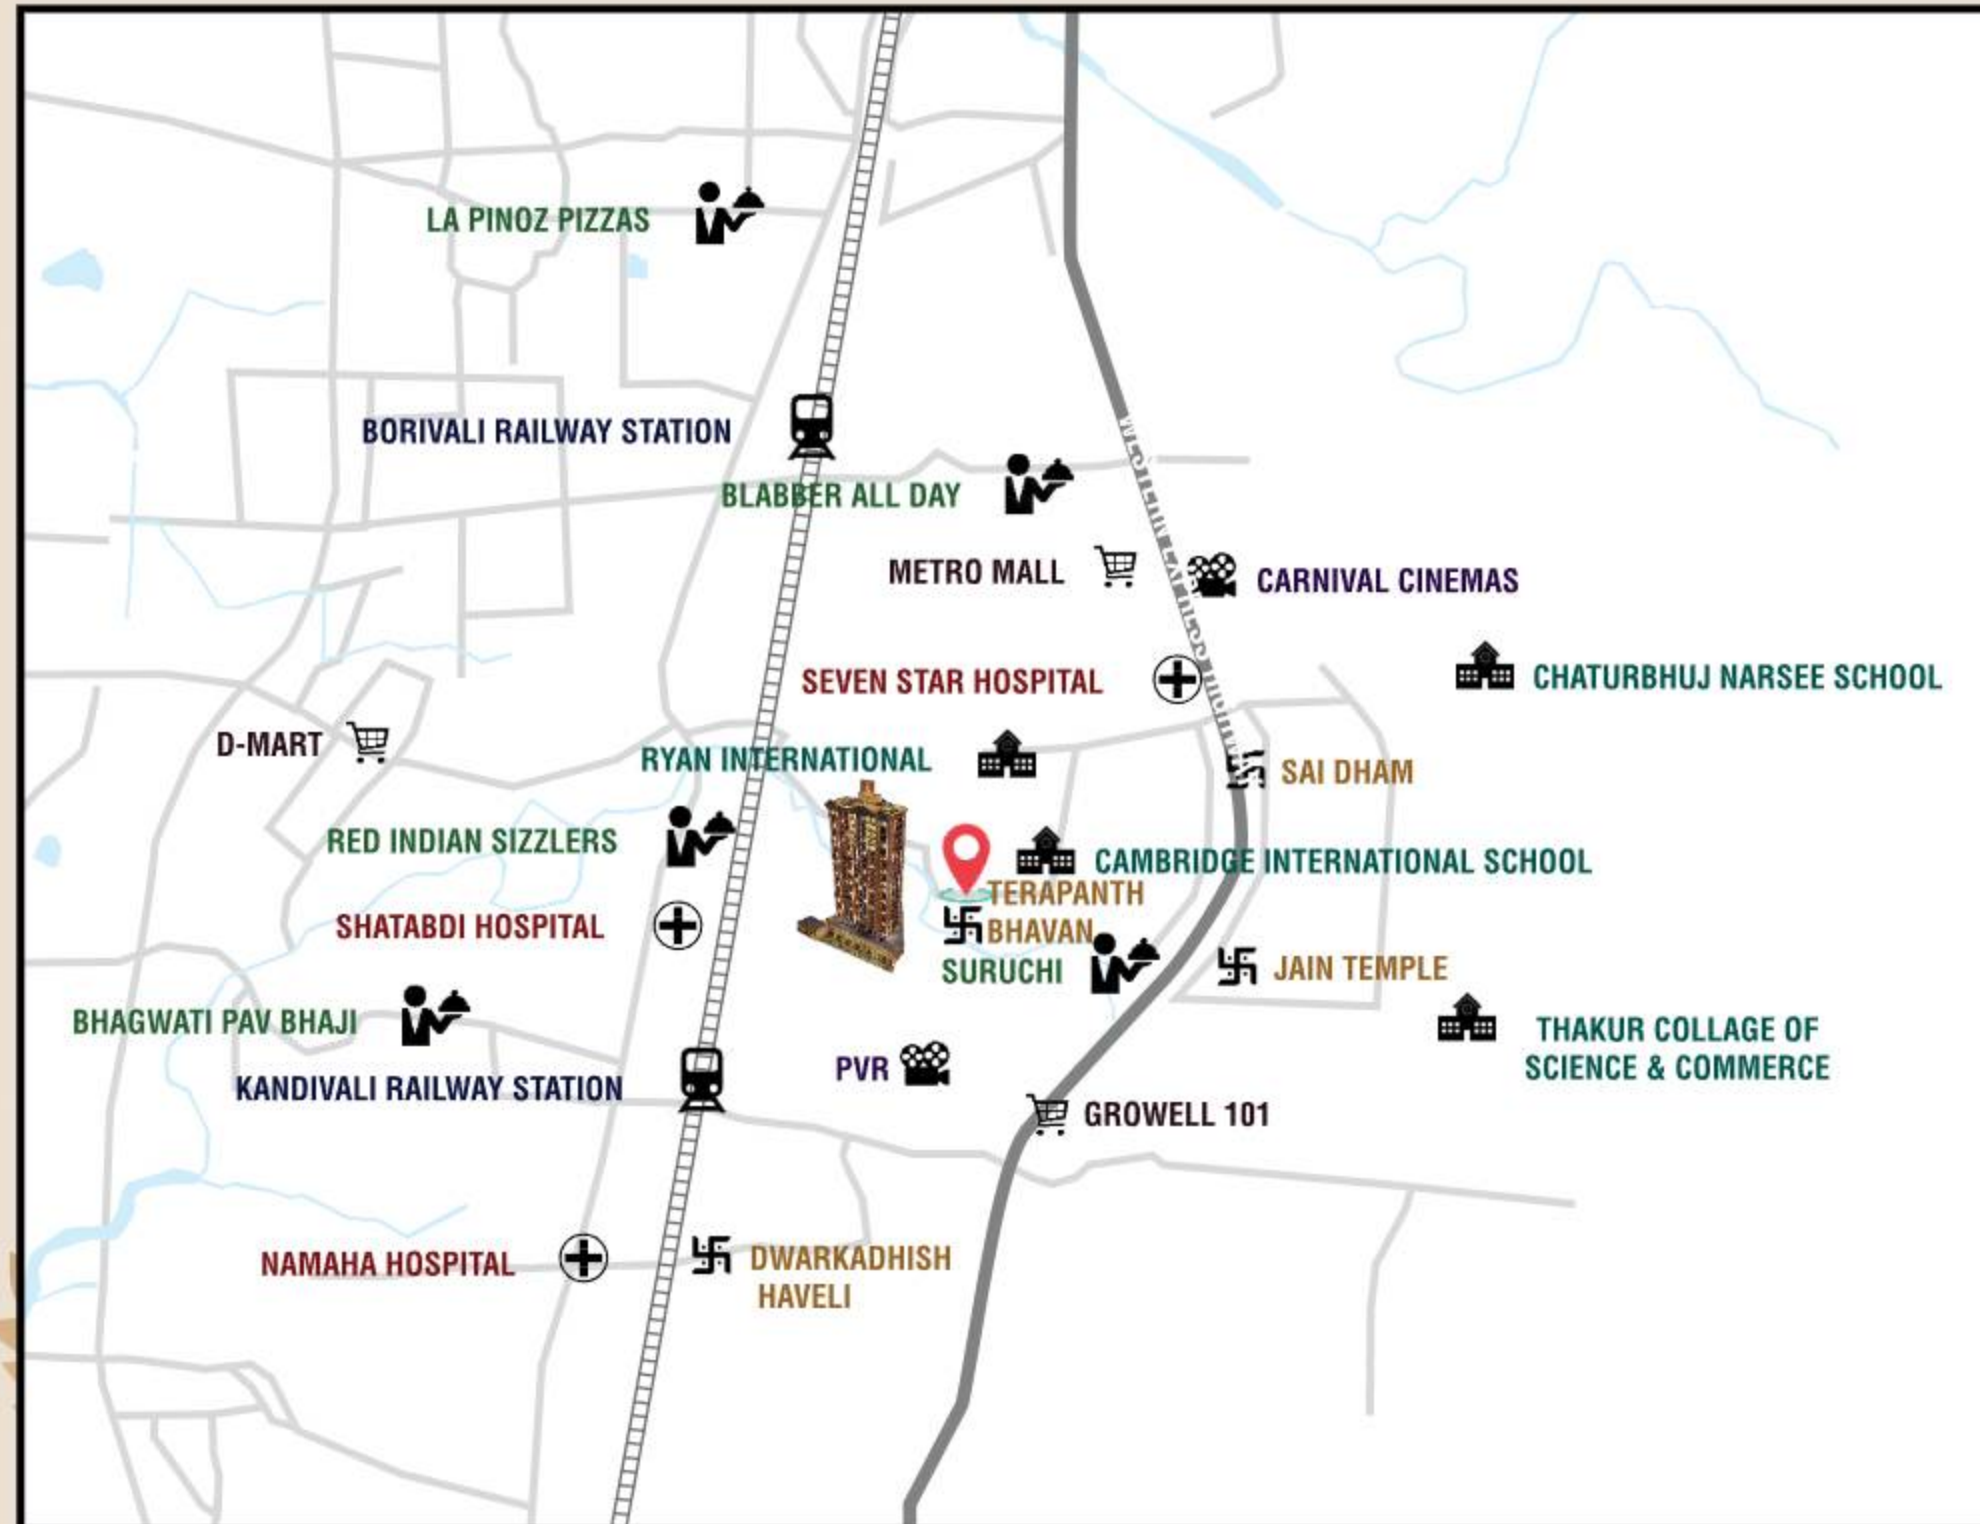 LA PINOZ PIZZAS
BORIVALI RAILWAY STATION
BLABBER ALL DAY
METRO MALL
CARNIVAL CINEMAS
SEVEN STAR HOSPITAL
CHATURBHUJ NARSEE SCHOOL
D-MART
RYAN INTERNATIONAL
SAI DHAM
RED INDIAN SIZZLERS
CAMBRIDGE INTERNATIONAL SCHOOL
TERAPANTH
BHAVAN
SHATABDI HOSPITAL
SURUCHI
JAIN TEMPLE
BHAGWATI PAV BHAJI
THAKUR COLLAGE OF
SCIENCE & COMMERCE
PVR
KANDIVALI RAILWAY STATION
GROWELL 101
NAMAHA HOSPITAL
DWARKADHISH
HAVELI